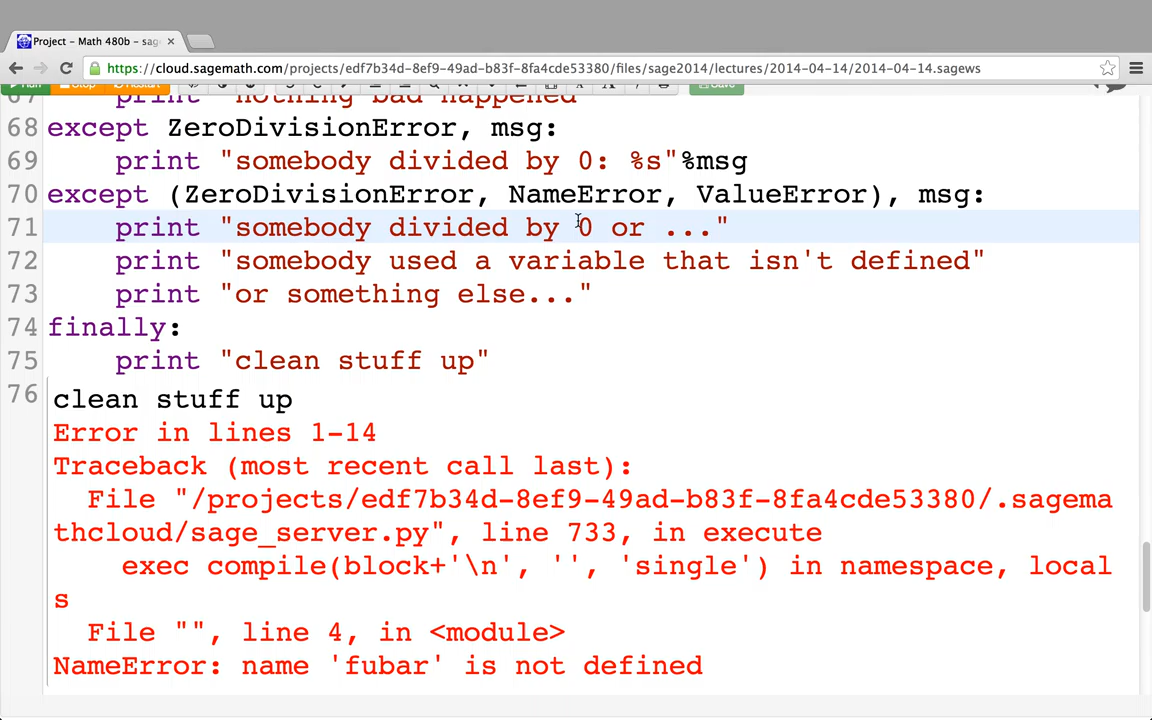 Project – Math 480b – sag
https://cloud.sagemath.com/projects/edf7b34d-8ef9-49ad-b83f-8fa4cde53380/files/sage2014/lectures/2014-04-14/2014-04-14.sagews
67 print "nothing bad happened"
68 except ZeroDivisionError, msg:
69 print "somebody divided by 0: %s"%msg
70 except (ZeroDivisionError, NameError, ValueError), msg:
71 print "somebody divided by 0 or ..."
72 print "somebody used a variable that isn't defined"
73 print "or something else..."
74 finally:
75 print "clean stuff up"
76
clean stuff up
Error in lines 1-14
Traceback (most recent call last):
File "/projects/edf7b34d-8ef9-49ad-b83f-8fa4cde53380/.sagema
thcloud/sage_server.py", line 733, in execute
exec compile(block+'\n', '', 'single') in namespace, local
s
File "", line 4, in <module>
NameError: name 'fubar' is not defined